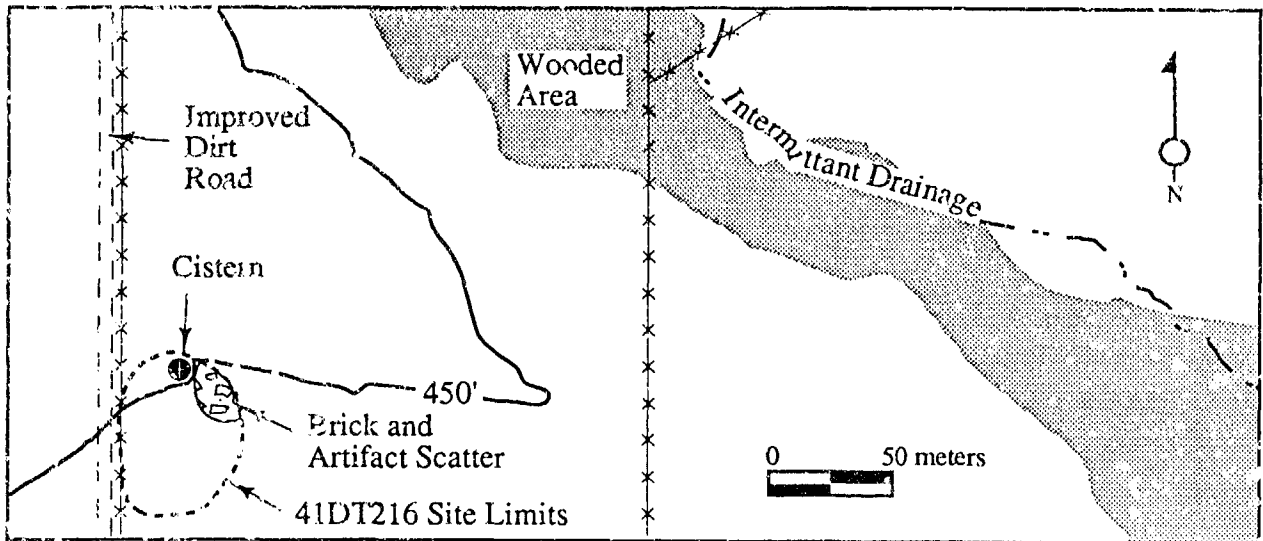 Wooded
Area
Improved
Dirt
Road
Intermittant Drainage
N
Cistern
450'
Brick and
Artifact Scatter
0 50 meters
41DT216 Site Limits